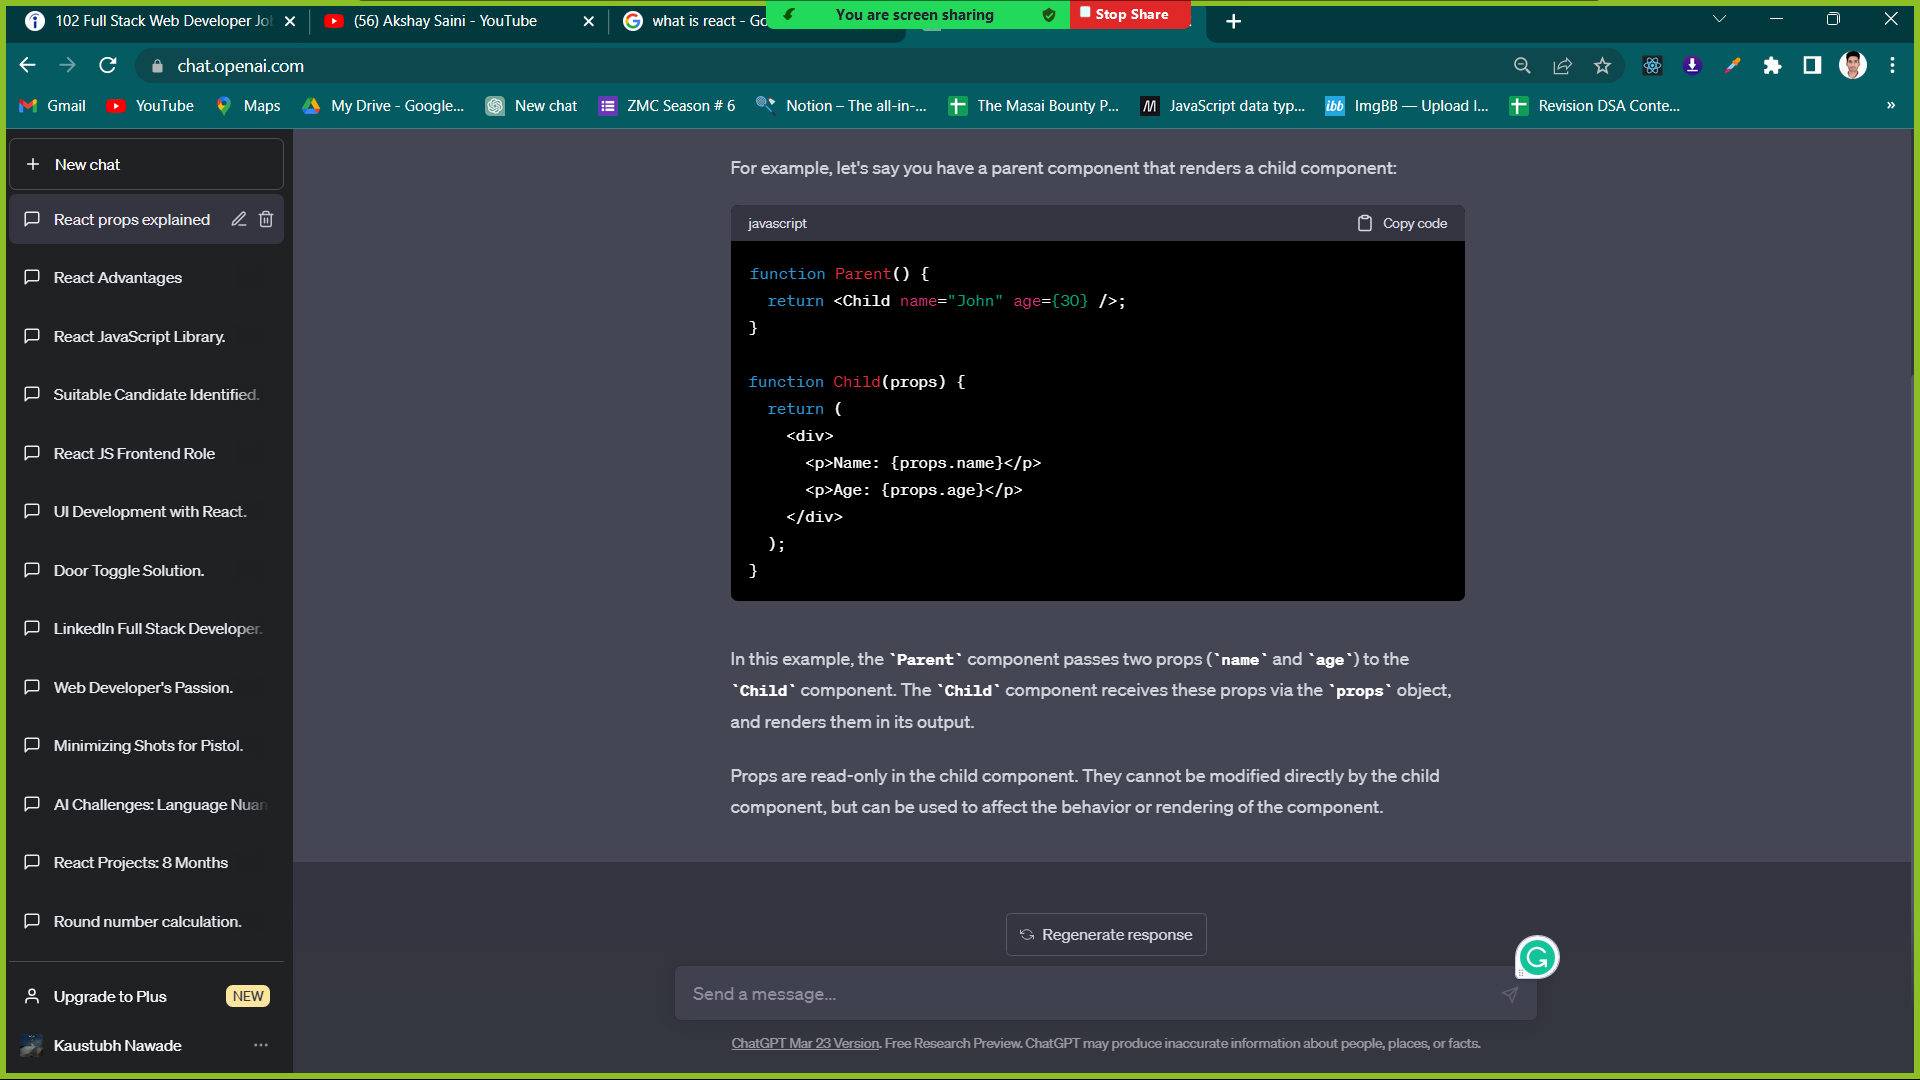 102 Full Stack Web Developer Jo
(56) Akshay Saini - YouTube
what is react - Go
You are screen sharing
Stop Share
chat.openai.com
Gmail
YouTube
Maps
My Drive - Google...
New chat
ZMC Season # 6
Notion – The all-in-...
The Masai Bounty P...
JavaScript data typ...
ibb
ImgBB — Upload I...
Revision DSA Conte...
»
New chat
React props explained
React Advantages
React JavaScript Library.
Suitable Candidate Identified.
React JS Frontend Role
UI Development with React.
Door Toggle Solution.
LinkedIn Full Stack Developer.
Web Developer's Passion.
Minimizing Shots for Pistol.
AI Challenges: Language Nuan
React Projects: 8 Months
Round number calculation.
Upgrade to Plus
NEW
Kaustubh Nawade
For example, let's say you have a parent component that renders a child component:
javascript
Copy code
function Parent() {
return <Child name="John" age={30} />;
}
function Child(props) {
return (
<div>
<p>Name: {props.name}</p>
<p>Age: {props.age}</p>
</div>
);
}
In this example, the `Parent` component passes two props (`name` and `age`) to the
`Child` component. The `Child` component receives these props via the `props` object,
and renders them in its output.
Props are read-only in the child component. They cannot be modified directly by the child
component, but can be used to affect the behavior or rendering of the component.
Regenerate response
Send a message...
ChatGPT Mar 23 Version. Free Research Preview. ChatGPT may produce inaccurate information about people, places, or facts.